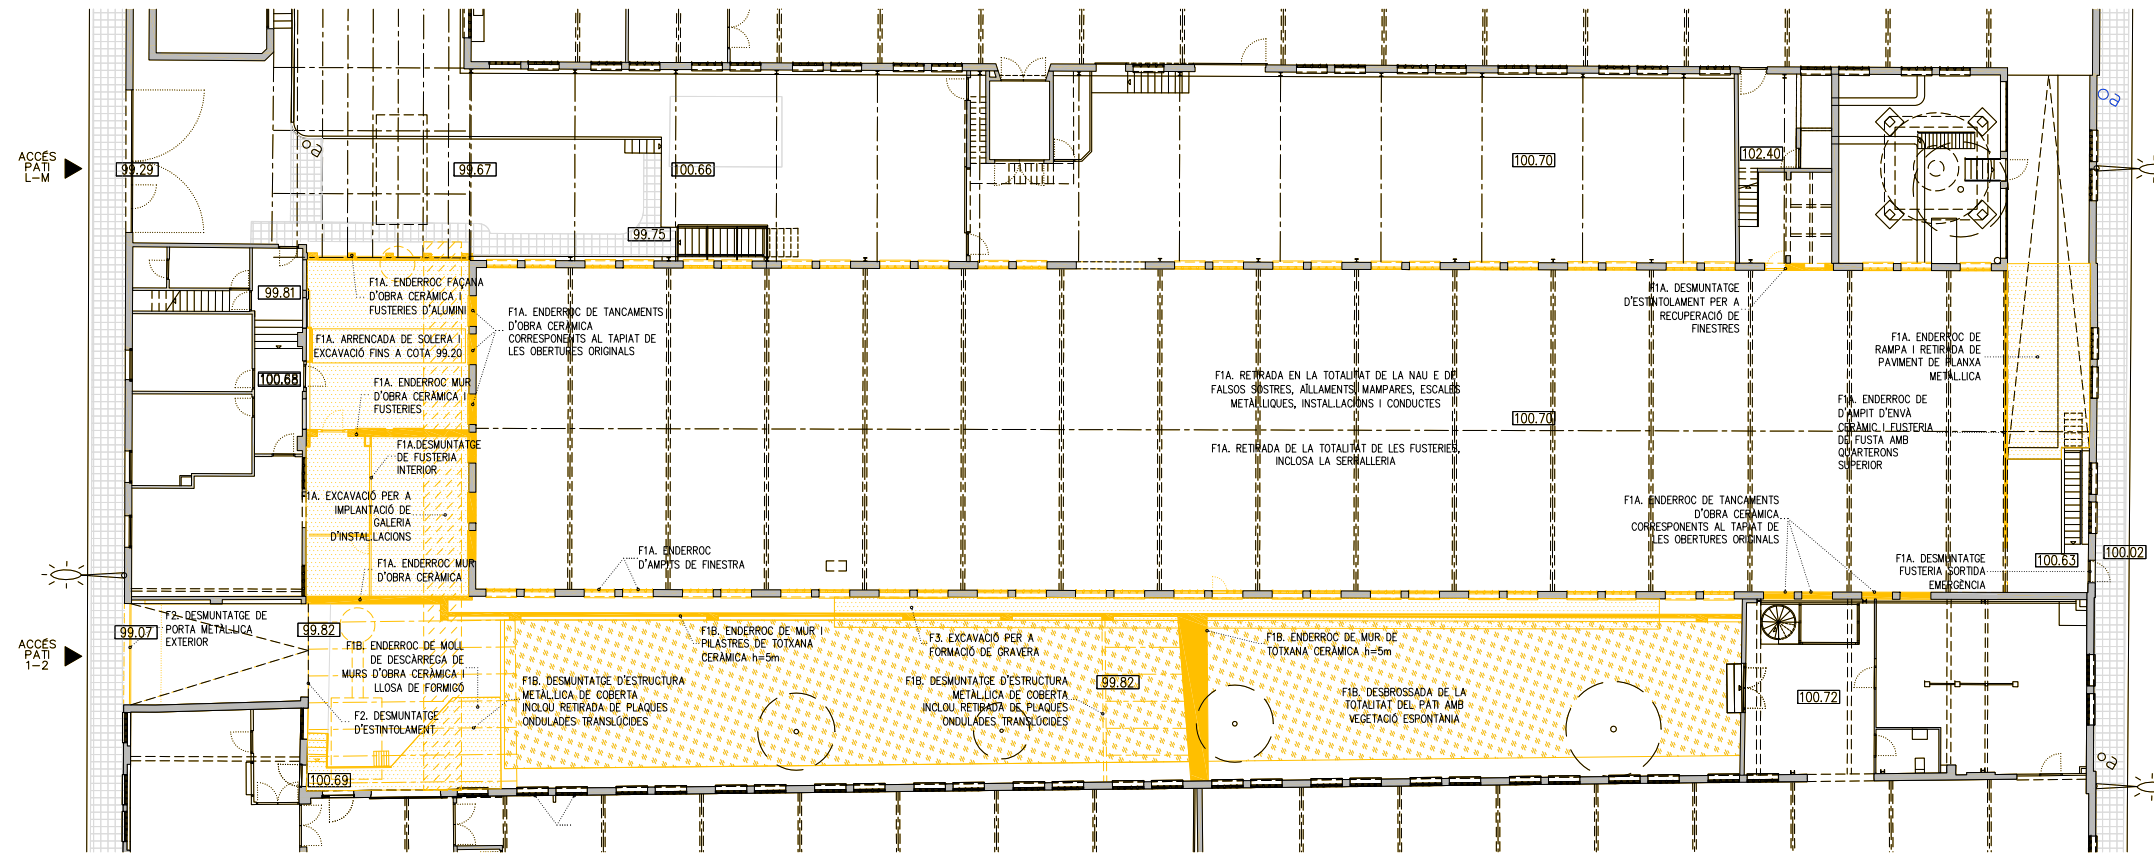 ACCÉS
PATI
L-M
99.29
99.67
100.66
99.75
100.70
102.40
99.81
F1A. ENDERROC FAÇANA
D'OBRA CERÀMICA I
FUSTERIES D'ALUMINI
F1A. ARRENCADA DE SOLERA I
EXCAVACIÓ FINS A COTA 99.20
100.68
F1A. ENDERROC MUR
D'OBRA CERÀMICA I
FUSTERIES
F1A. ENDERROC DE TANCAMENTS
D'OBRA CERÀMICA
CORRESPONENTS AL TAPIAT DE
LES OBERTURES ORIGINALS
F1A.DESMUNTATGE
DE FUSTERIA
INTERIOR
F1A. EXCAVACIÓ PER A
IMPLANTACIÓ DE
GALERIA
D'INSTAL.LACIONS
F1A. ENDERROC MUR
D'OBRA CERÀMICA
F1A. ENDERROC
D'AMPITS DE FINESTRA
F1A. RETIRADA EN LA TOTALITAT DE LA NAU E DE
FALSOS SOSTRES, AÏLLAMENTS, MAMPARES, ESCALES
METÀL·LIQUES, INSTAL·LACIONS I CONDUCTES
F1A. RETIRADA DE LA TOTALITAT DE LES FUSTERIES,
INCLOSA LA SERRALLERIA
100.70
F1A. DESMUNTATGE
D'ESTINTOLAMENT PER A
RECUPERACIÓ DE
FINESTRES
F1A. ENDERROC DE
RAMPA I RETIRADA DE
PAVIMENT DE PLANXA
METAL.LICA
F1A. ENDERROC DE
D'AMPIT D'ENVÀ
CERÀMIC I FUSTERIA
DE FUSTA AMB
QUARTERONS
SUPERIOR
F1A. ENDERROC DE TANCAMENTS
D'OBRA CERÀMICA
CORRESPONENTS AL TAPIAT DE
LES OBERTURES ORIGINALS
F1A. DESMUNTATGE
FUSTERIA SORTIDA
EMERGÈNCIA
100.63
100.02
ACCÉS
PATI
1-2
99.07
F2. DESMUNTATGE DE
PORTA METÀL.LICA
EXTERIOR
99.82
F1B. ENDERROC DE MOLL
DE DESCÀRREGA DE
MURS D'OBRA CERÀMICA I
LLOSA DE FORMIGÓ
F2. DESMUNTATGE
D'ESTINTOLAMENT
100.69
F1B. DESMUNTATGE D'ESTRUCTURA
METÀL.LICA DE COBERTA
INCLOU RETIRADA DE PLAQUES
ONDULADES TRANSLÚCIDES
F1B. ENDERROC DE MUR I
PILASTRES DE TOTXANA
CERÀMICA h=5m
F3. EXCAVACIÓ PER A
FORMACIÓ DE GRAVERA
F1B. DESMUNTATGE D'ESTRUCTURA
METÀL.LICA DE COBERTA
INCLOU RETIRADA DE PLAQUES
ONDULADES TRANSLÚCIDES
99.82
F1B. ENDERROC DE MUR DE
TOTXANA CERÀMICA h=5m
F1B. DESBROSSADA DE LA
TOTALITAT DEL PATI AMB
VEGETACIÓ ESPONTÀNIA
100.72